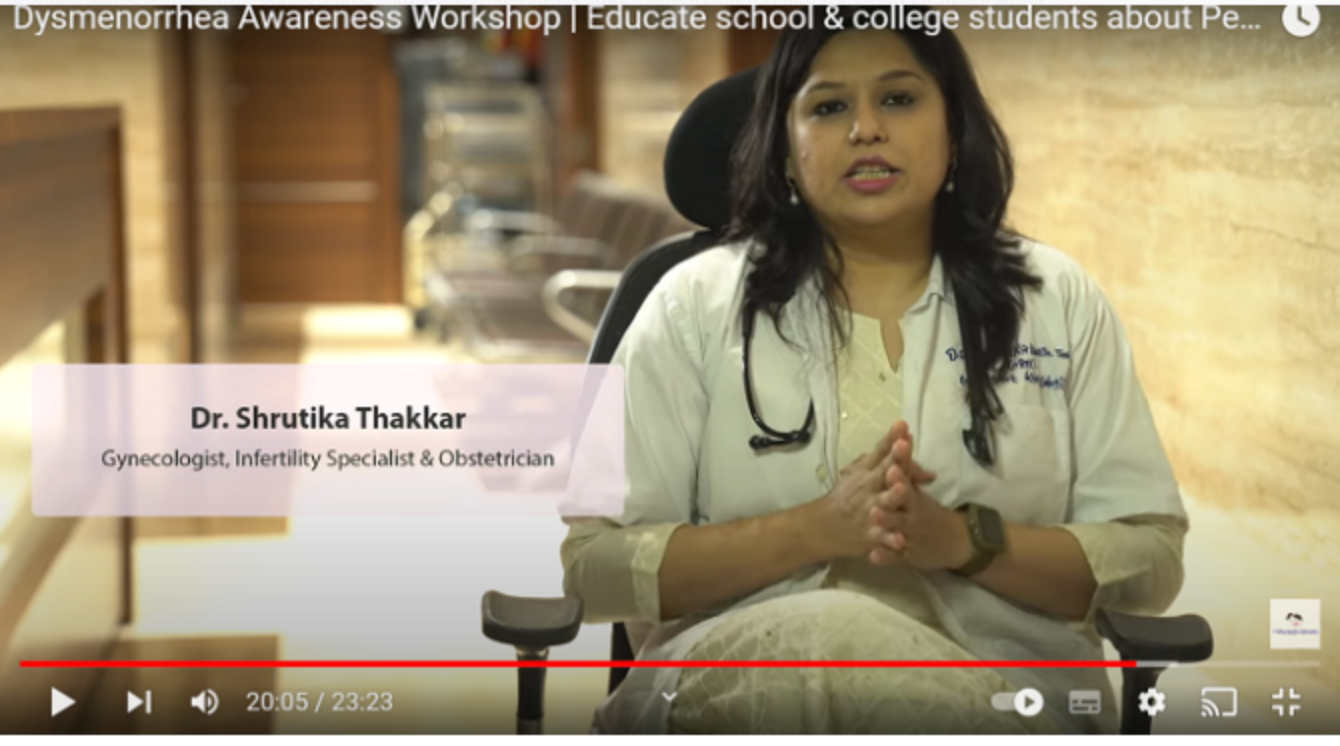 Dysmenorrhea Awareness Workshop | Educate school & college students about Pe...
Dr. Shrutika Thakkar
Gynecologist, Infertility Specialist & Obstetrician
20:05 / 23:23